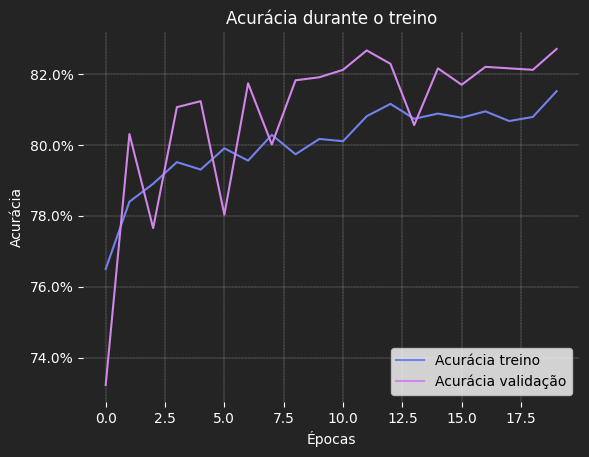 Acurácia durante o treino
Acurácia
82.0%
80.0%
78.0%
76.0%
74.0%
Acurácia treino
Acurácia validação
0.0 2.5 5.0 7.5 10.0 12.5 15.0 17.5
Épocas